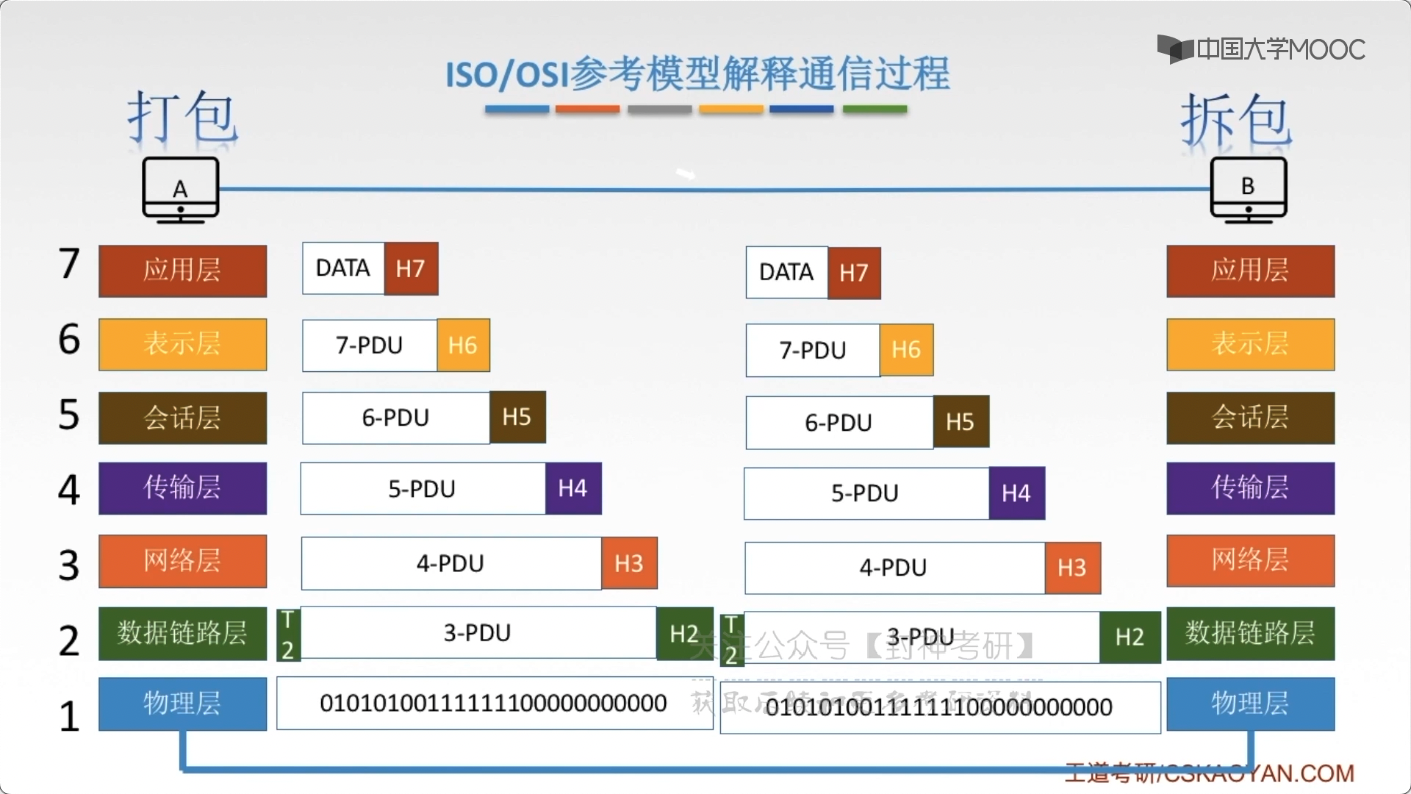 中国大学MOOC
ISO/OSI参考模型解释通信过程
打包
拆包
A
B
7 应用层 DATA H7 DATA H7 应用层
6 表示层 7-PDU H6 7-PDU H6 表示层
5 会话层 6-PDU H5 6-PDU H5 会话层
4 传输层 5-PDU H4 5-PDU H4 传输层
3 网络层 4-PDU H3 4-PDU H3 网络层
2 数据链路层 T2 3-PDU H2 T2 3-PDU H2 数据链路层
关注公众号【封神考研】
1 物理层 010101001111111100000000000 010101001111111100000000000 物理层
获取
王道考研/CSKAOYAN.COM